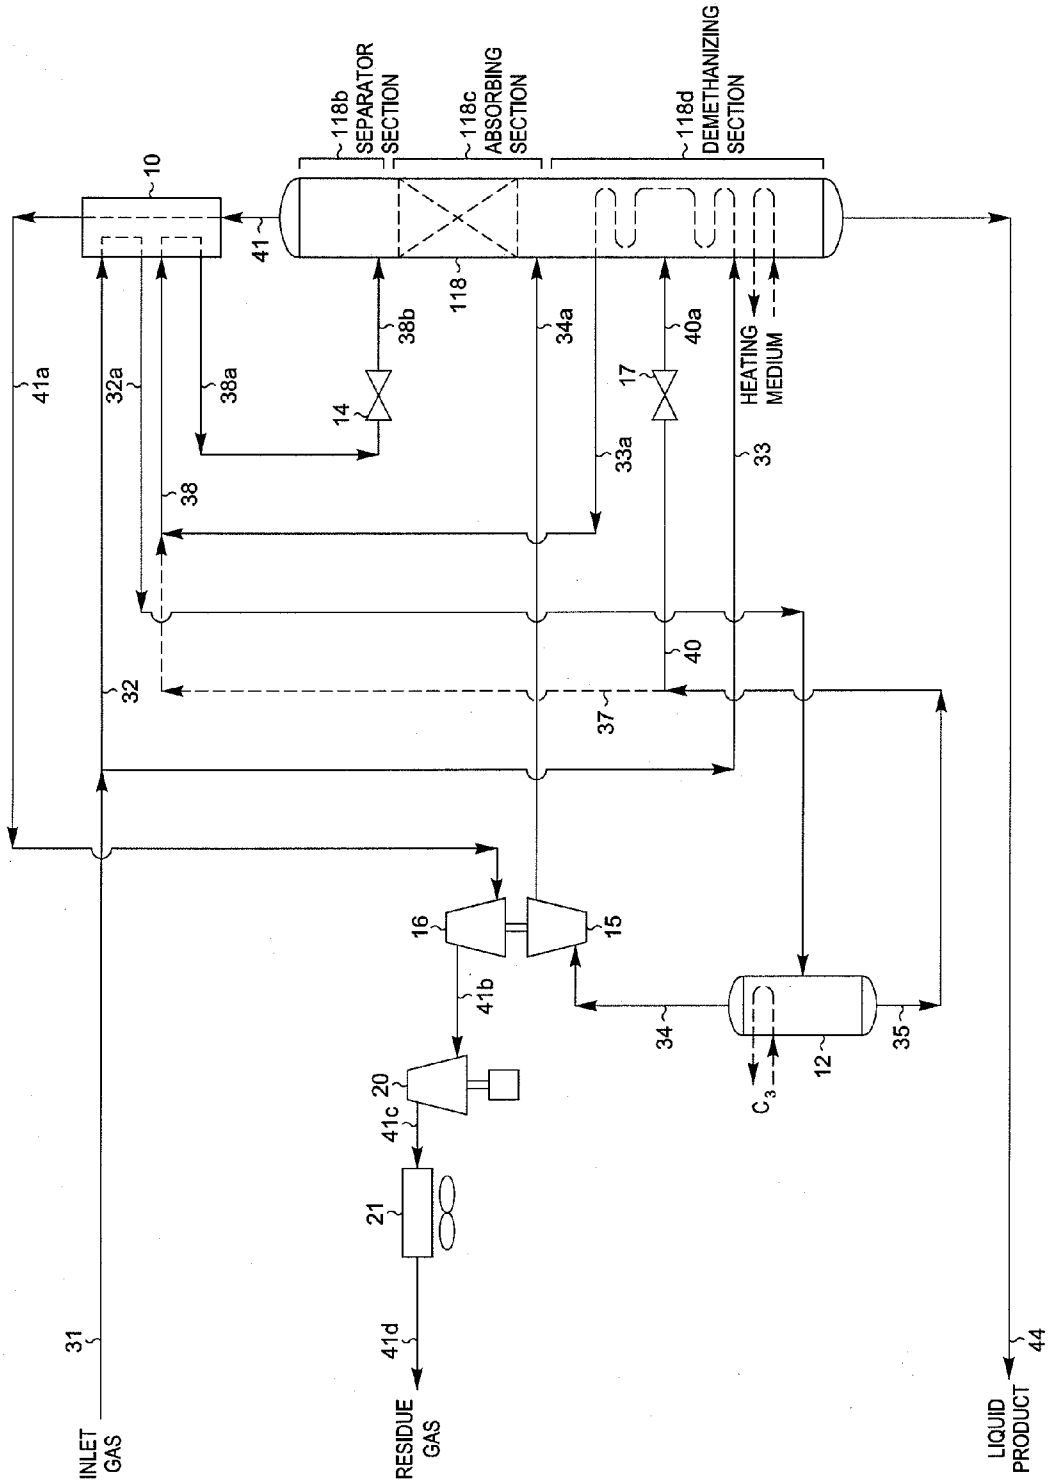 10
118b
SEPARATOR
SECTION
118c
ABSORBING
SECTION
118d
DEMETHANIZING
SECTION
41
118
41a
32a
38a
38
32
14
38b
34a
33a
17
40a
HEATING
MEDIUM
33
40
37
16
15
41b
34
12
35
C3
20
41c
21
31
41d
44
INLET
GAS
RESIDUE
GAS
LIQUID
PRODUCT